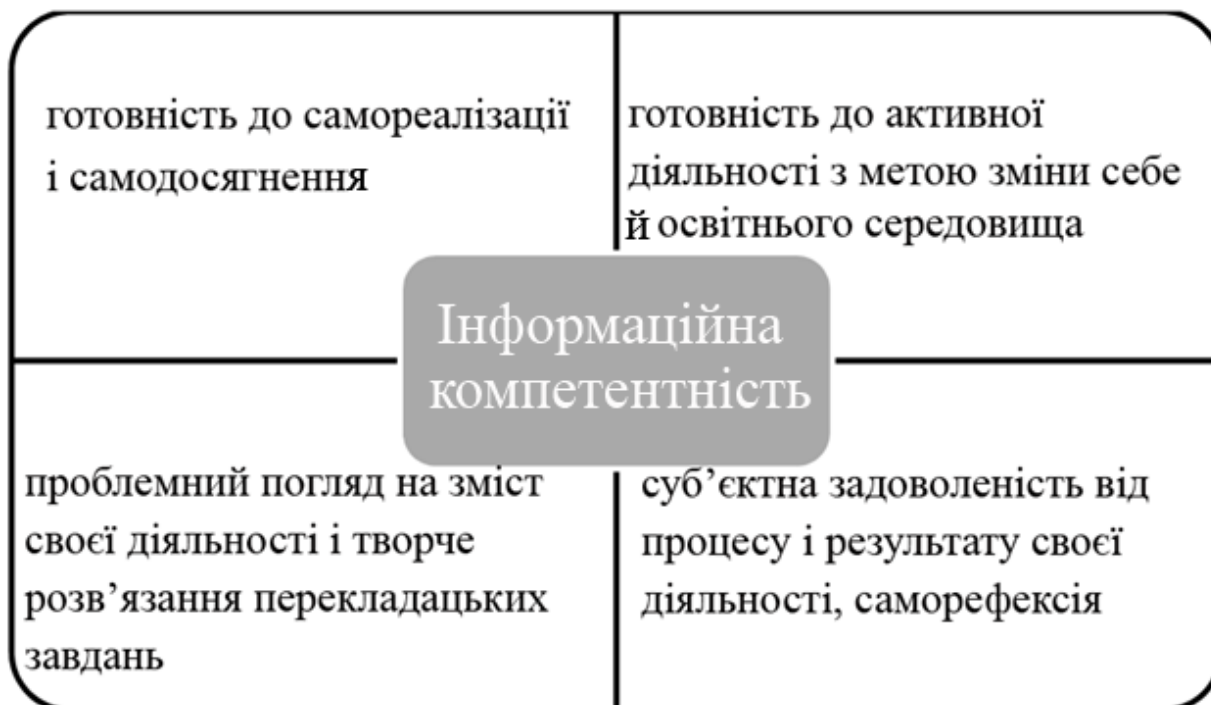 готовність до самореалізації
і самодосягнення
готовність до активної
діяльності з метою зміни себе
й освітнього середовища
Інформаційна
компетентність
проблемний погляд на зміст
своєї діяльності і творче
розв’язання перекладацьких
завдань
суб’єктна задоволеність від
процесу і результату своєї
діяльності, саморефексія